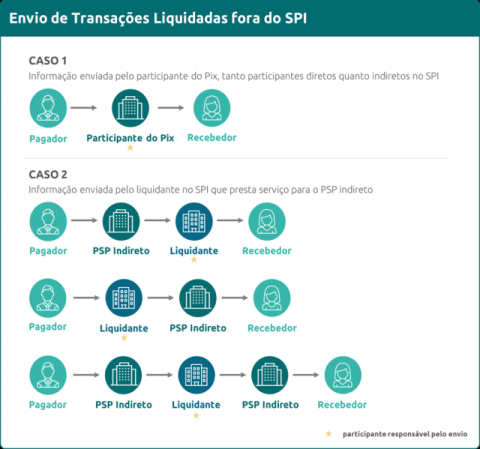 Envio de Transações Liquidadas fora do SPI
CASO 1
Informação enviada pelo participante do Pix, tanto participantes diretos quanto indiretos no SPI
Pagador Participante do Pix Recebedor
CASO 2
Informação enviada pelo liquidante no SPI que presta serviço para o PSP indireto
Pagador PSP Indireto Liquidante Recebedor
Pagador Liquidante PSP Indireto Recebedor
Pagador PSP Indireto Liquidante PSP Indireto Recebedor
participante responsável pelo envio